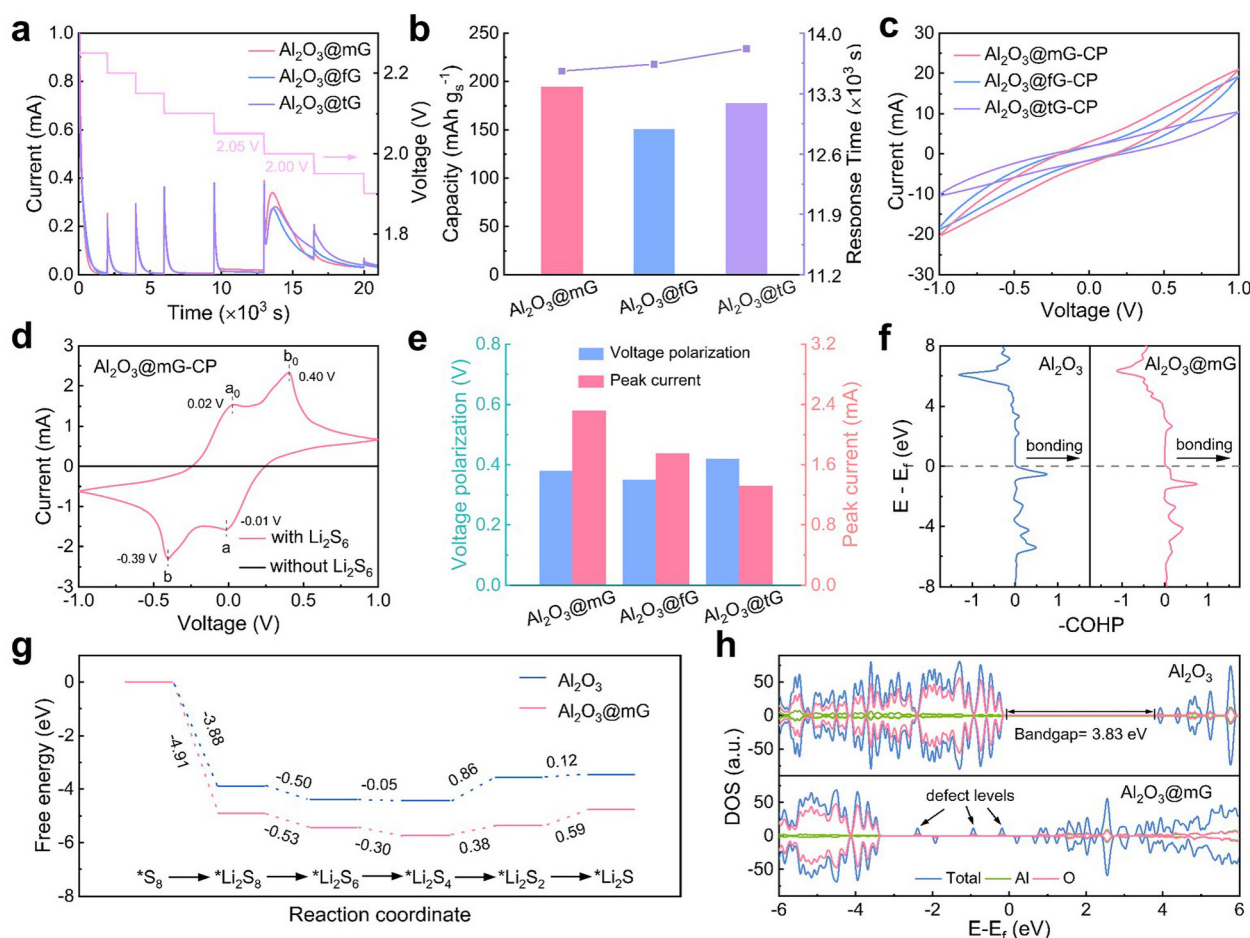 a
Current (mA)
1.0
0.8
0.6
0.4
0.2
0.0
Al₂O₃@mG
Al₂O₃@fG
Al₂O₃@tG
2.05 V
2.00 V
2.2
2.0
1.8
Voltage (V)
0 5 10 15 20
Time (×10³ s)
b
Capacity (mAh gₛ⁻¹)
250
200
150
100
50
0
Al₂O₃@mG
Al₂O₃@fG
Al₂O₃@tG
14.0
13.3
12.6
11.9
11.2
Response Time (×10³ s)
c
Current (mA)
30
20
10
0
-10
-20
-30
Al₂O₃@mG-CP
Al₂O₃@fG-CP
Al₂O₃@tG-CP
-1.0 -0.5 0.0 0.5 1.0
Voltage (V)
d
Current (mA)
3
2
1
0
-1
-2
-3
Al₂O₃@mG-CP
b₀
0.40 V
a₀
0.02 V
-0.01 V
a
-0.39 V
b
with Li₂S₆
without Li₂S₆
-1.0 -0.5 0.0 0.5 1.0
Voltage (V)
e
Voltage polarization (V)
0.8
0.6
0.4
0.2
0.0
Voltage polarization
Peak current
Al₂O₃@mG
Al₂O₃@fG
Al₂O₃@tG
3.2
2.4
1.6
0.8
0.0
Peak current (mA)
f
E - E_f (eV)
8
4
0
-4
-8
Al₂O₃
bonding
Al₂O₃@mG
bonding
-1 0 1 -1 0 1
-COHP
g
Free energy (eV)
0
-2
-4
-6
-8
Al₂O₃
Al₂O₃@mG
-3.88
-0.50
-0.05
0.86
0.12
-4.91
-0.53
-0.30
0.38
0.59
*S₈ → *Li₂S₈ → *Li₂S₆ → *Li₂S₄ → *Li₂S₂ → *Li₂S
Reaction coordinate
h
DOS (a.u.)
50
0
-50
Al₂O₃
Bandgap= 3.83 eV
50
0
-50
Al₂O₃@mG
defect levels
Total Al O
-6 -4 -2 0 2 4 6
E-E_f (eV)